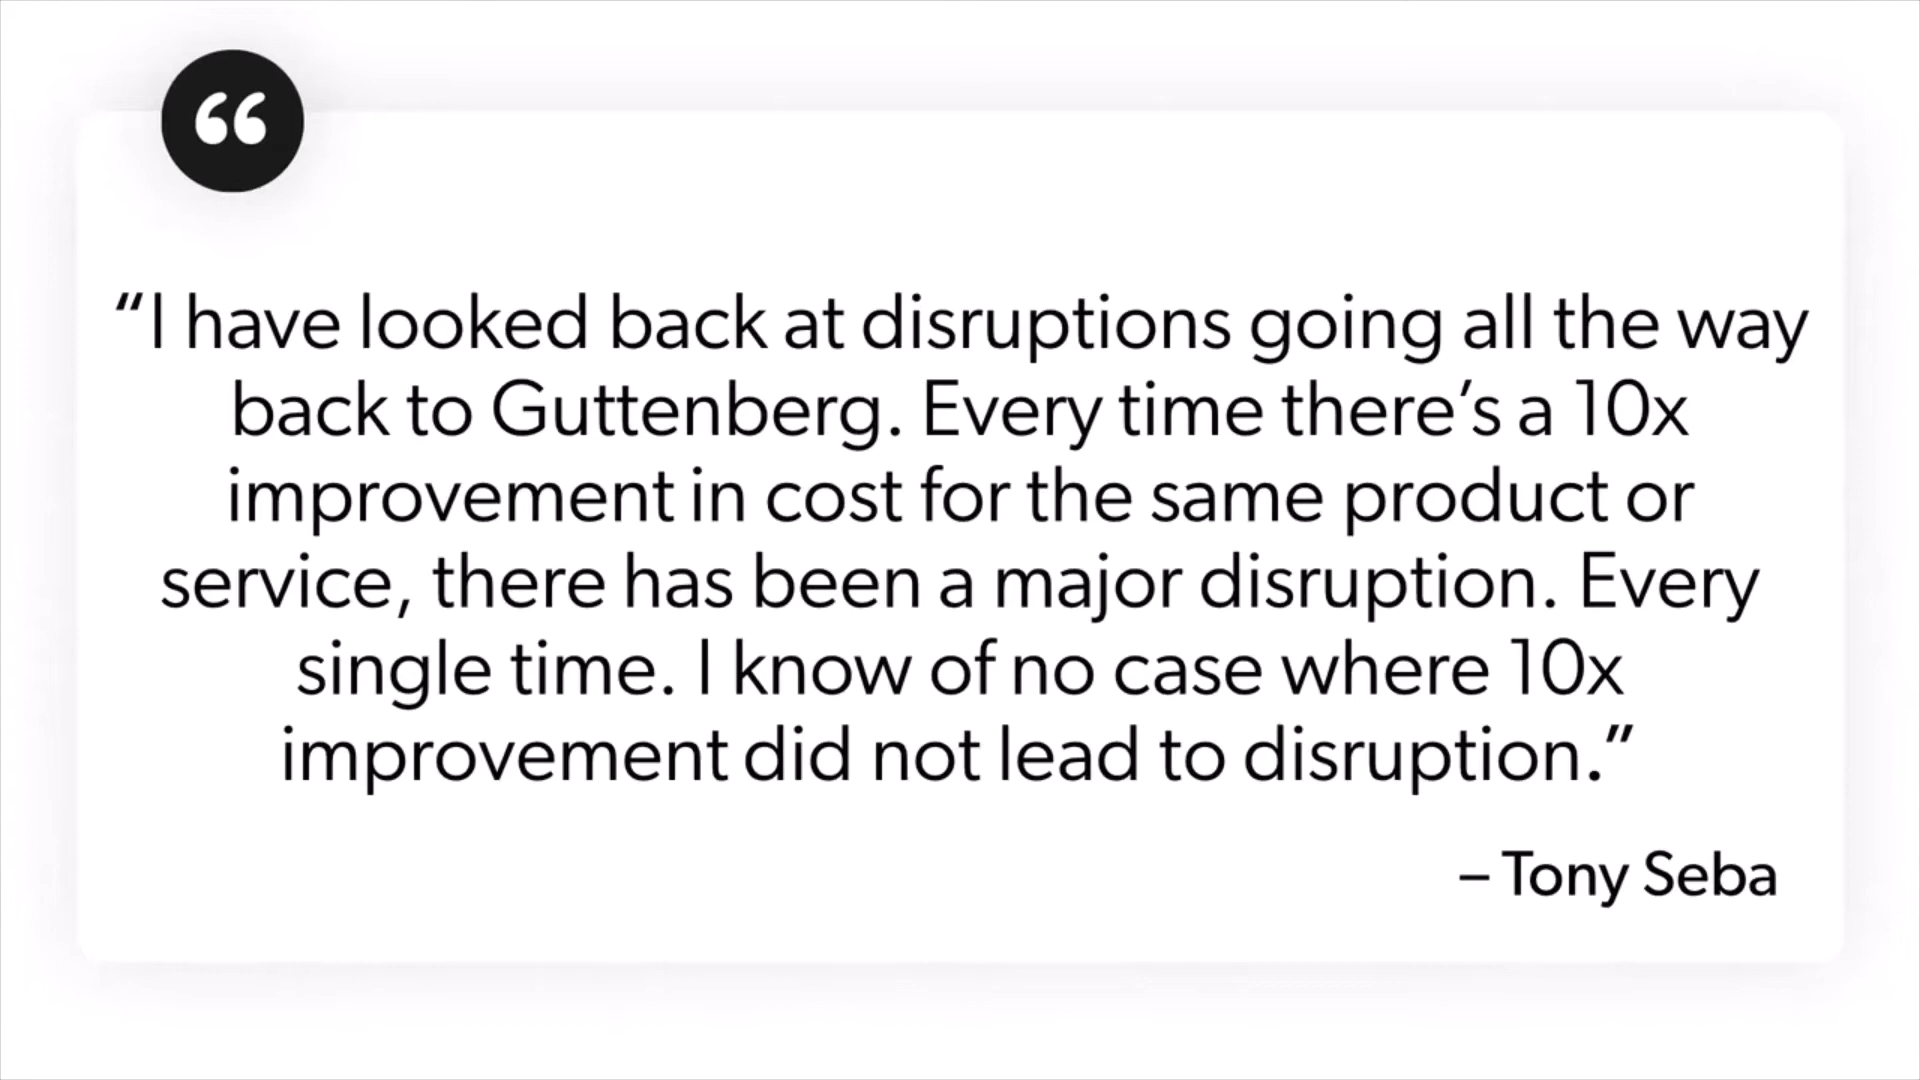 “
“I have looked back at disruptions going all the way
back to Guttenberg. Every time there’s a 10x
improvement in cost for the same product or
service, there has been a major disruption. Every
single time. I know of no case where 10x
improvement did not lead to disruption.”
– Tony Seba